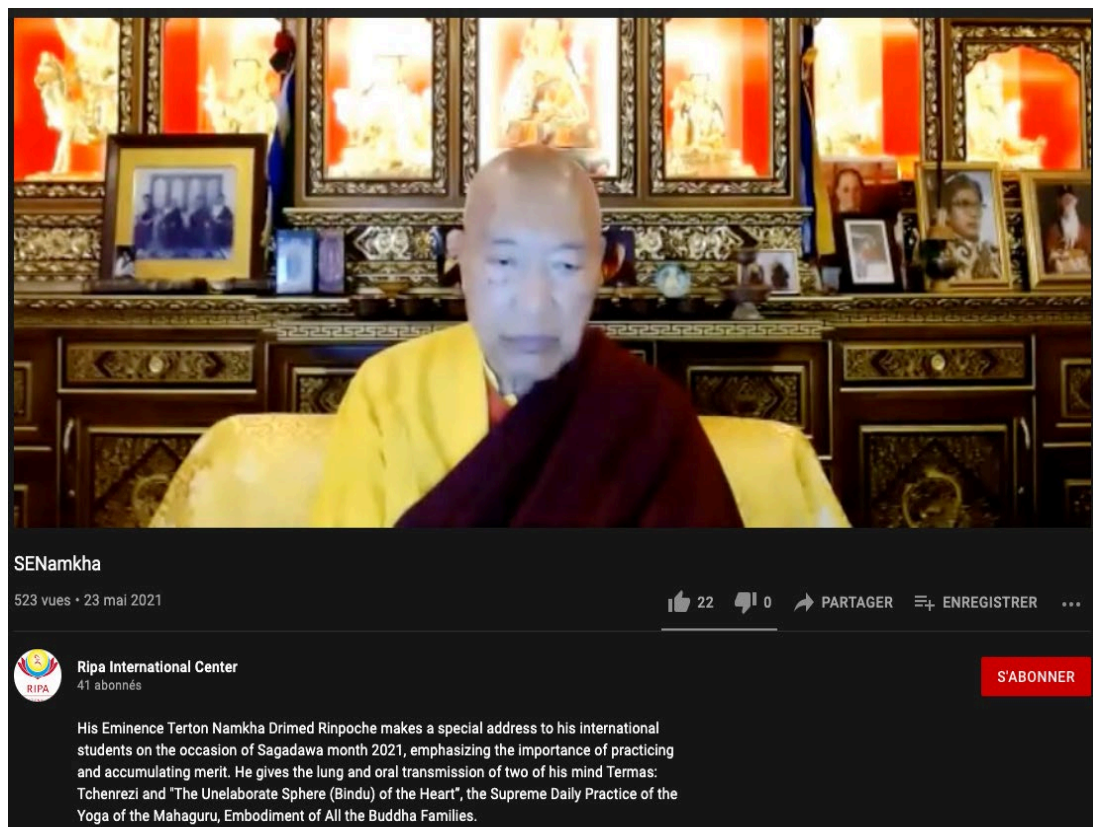 SENamkha
523 vues • 23 mai 2021
22
0
PARTAGER
ENREGISTRER
RIPA
Ripa International Center
41 abonnés
S'ABONNER
His Eminence Terton Namkha Drimed Rinpoche makes a special address to his international
students on the occasion of Sagadawa month 2021, emphasizing the importance of practicing
and accumulating merit. He gives the lung and oral transmission of two of his mind Termas:
Tchenrezi and "The Unelaborate Sphere (Bindu) of the Heart", the Supreme Daily Practice of the
Yoga of the Mahaguru, Embodiment of All the Buddha Families.